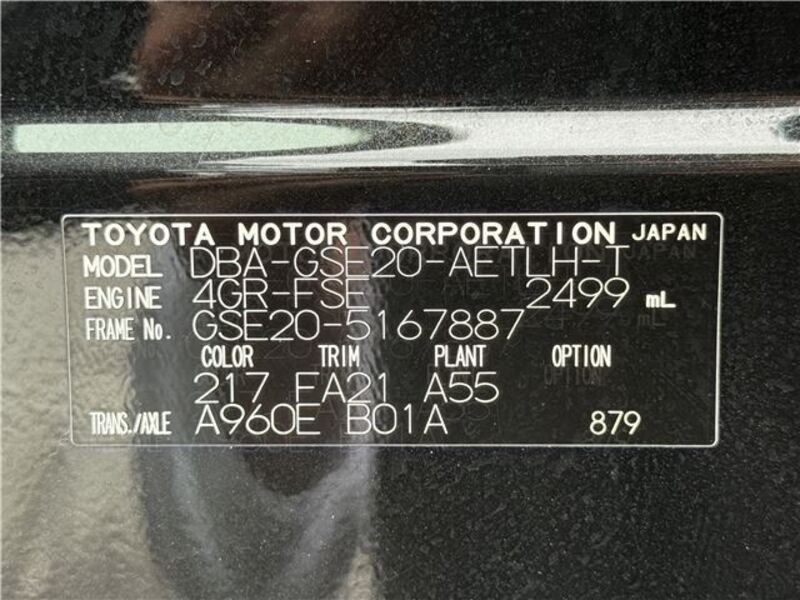 TOYOTA MOTOR CORPORATION JAPAN
MODEL DBA-GSE20-AETLH-T
ENGINE 4GR-FSE 2499 mL
FRAME No. GSE20-5167887
COLOR TRIM PLANT OPTION
217 FA21 A55
TRANS./AXLE A960E B01A 879